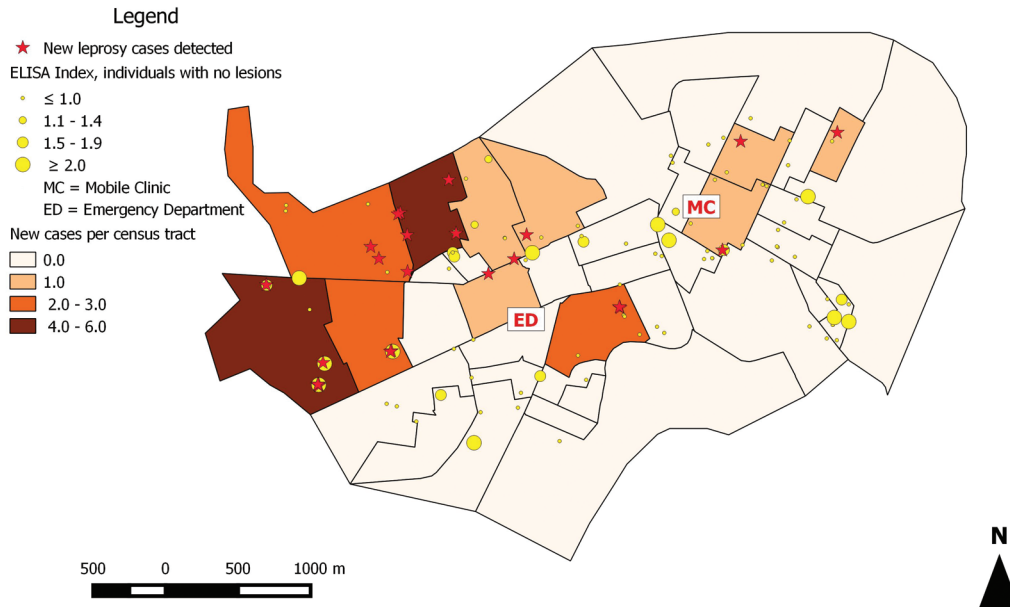 Legend
New leprosy cases detected
ELISA Index, individuals with no lesions
≤ 1.0
1.1 - 1.4
1.5 - 1.9
≥ 2.0
MC = Mobile Clinic
ED = Emergency Department
New cases per census tract
0.0
1.0
2.0 - 3.0
4.0 - 6.0
MC
ED
500 0 500 1000 m
N